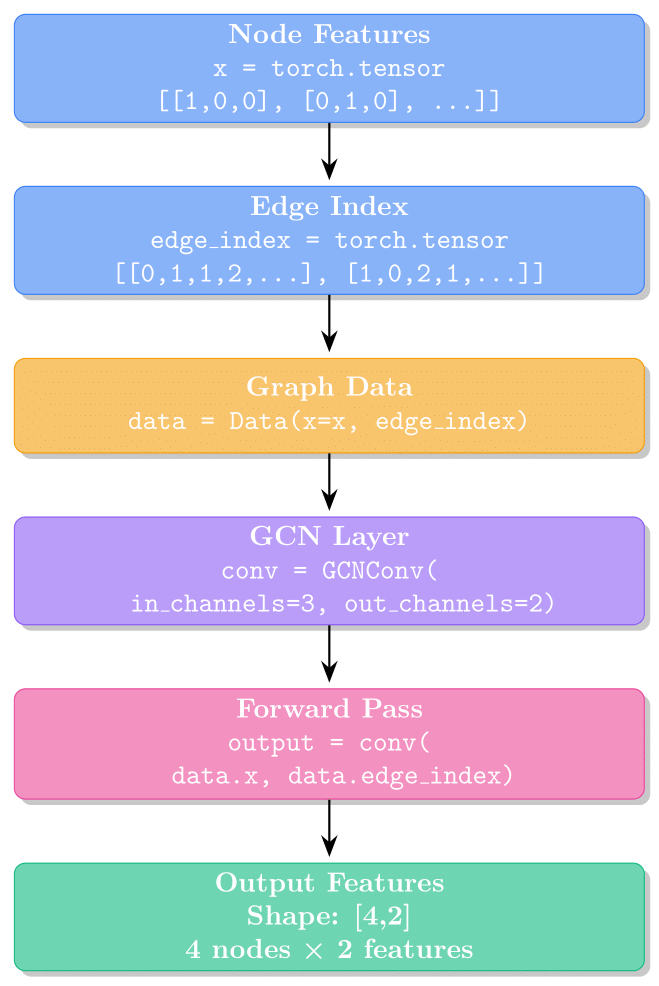 Node Features
x = torch.tensor
[[1,0,0], [0,1,0], ...]]
Edge Index
edge_index = torch.tensor
[[0,1,1,2,...], [1,0,2,1,...]]
Graph Data
data = Data(x=x, edge_index)
GCN Layer
conv = GCNConv(
in_channels=3, out_channels=2)
Forward Pass
output = conv(
data.x, data.edge_index)
Output Features
Shape: [4,2]
4 nodes × 2 features